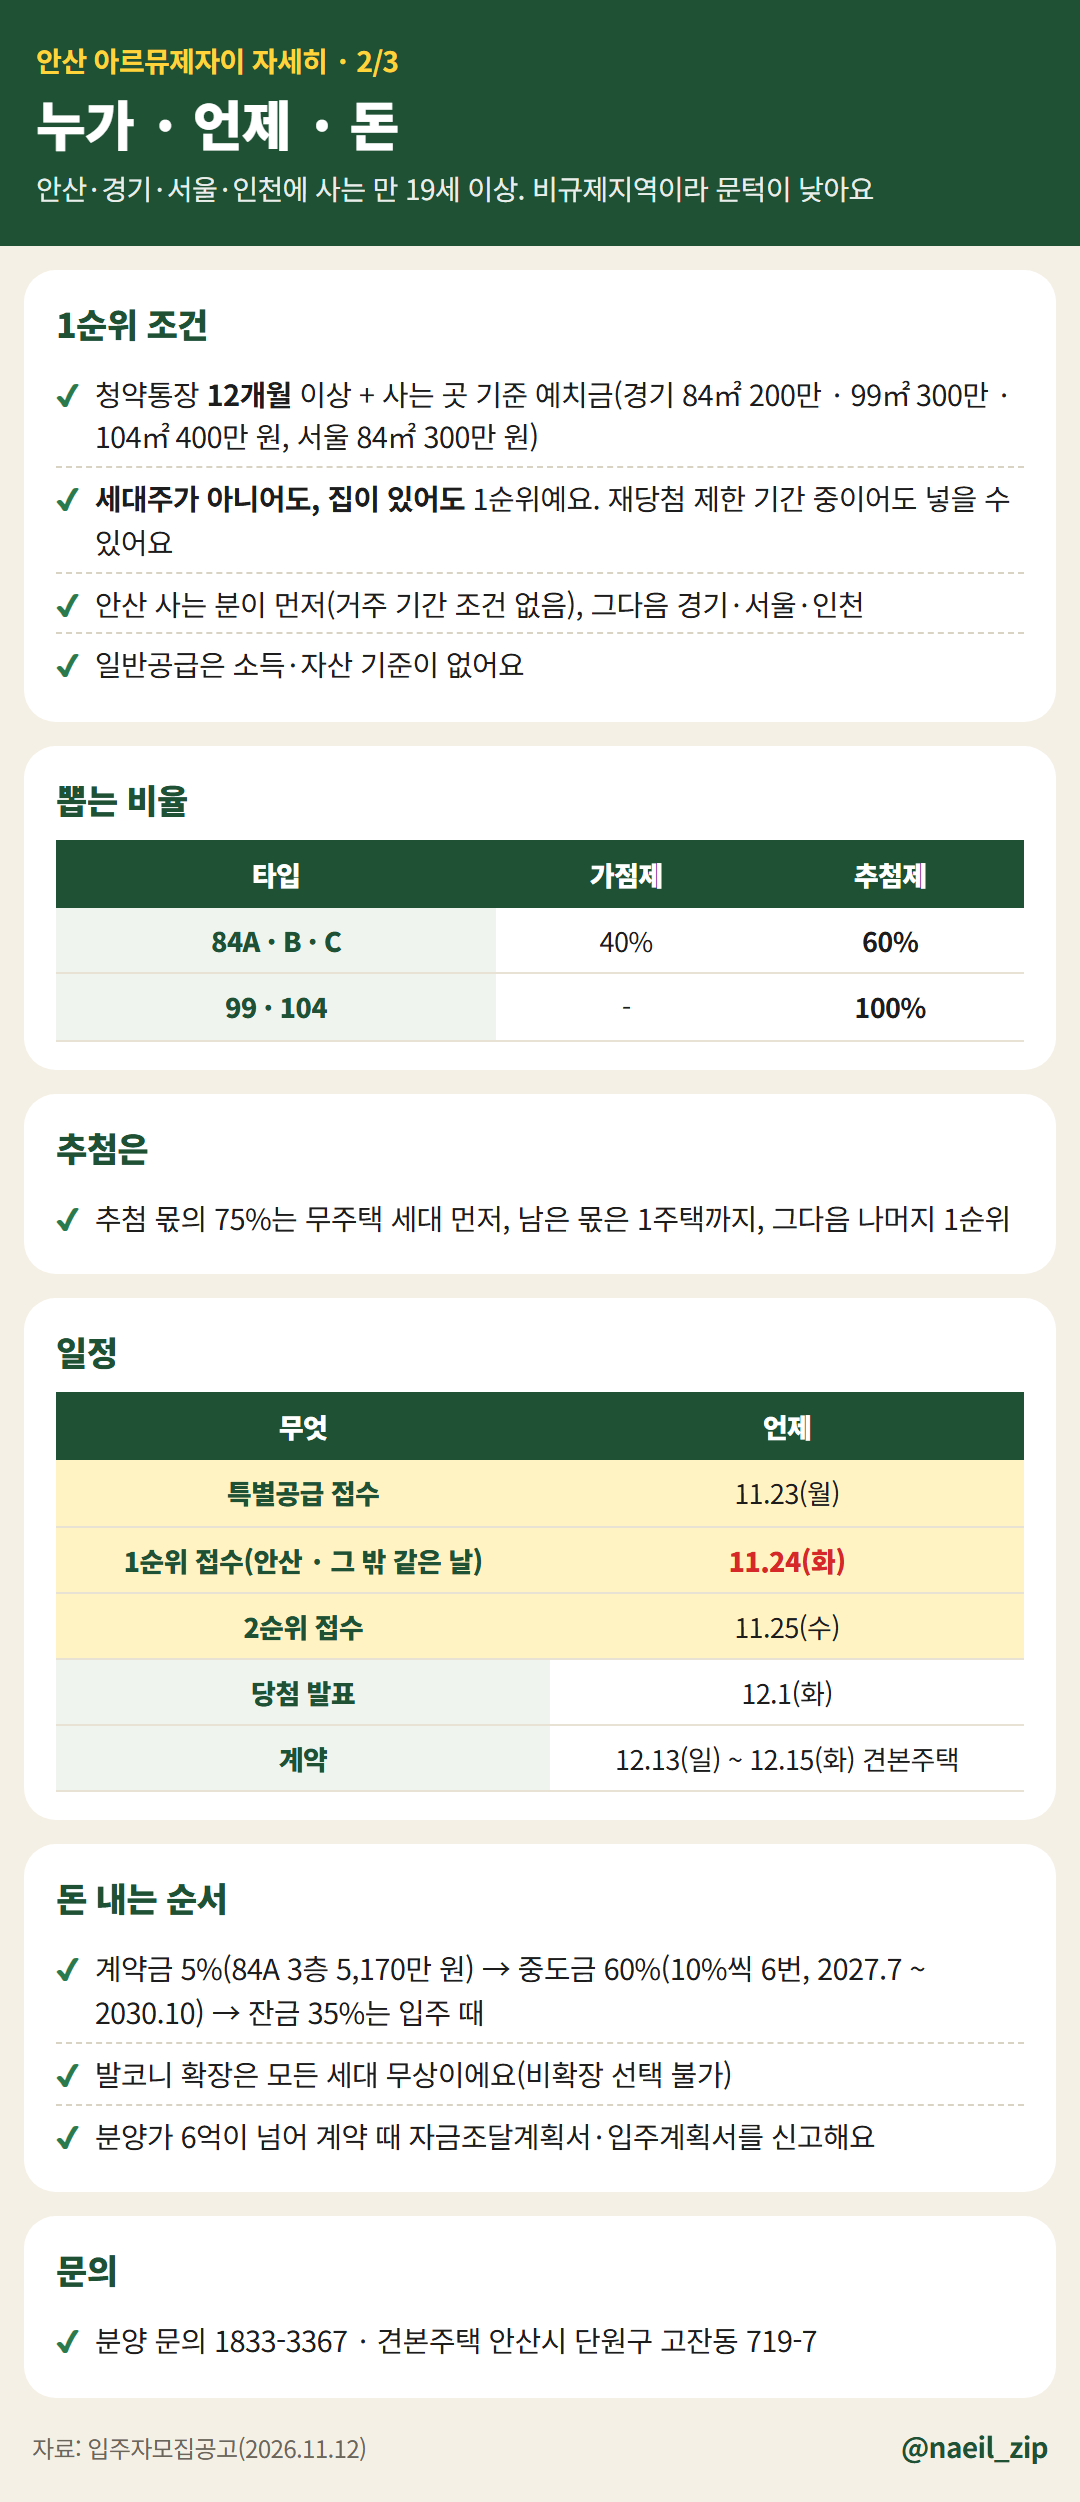 안산 아르뮤제자이 자세히 · 2/3
누가 · 언제 · 돈
안산·경기·서울·인천에 사는 만 19세 이상. 비규제지역이라 문턱이 낮아요
1순위 조건
✔ 청약통장 12개월 이상 + 사는 곳 기준 예치금(경기 84㎡ 200만 · 99㎡ 300만 ·
104㎡ 400만 원, 서울 84㎡ 300만 원)
✔ 세대주가 아니어도, 집이 있어도 1순위예요. 재당첨 제한 기간 중이어도 넣을 수
있어요
✔ 안산 사는 분이 먼저(거주 기간 조건 없음), 그다음 경기·서울·인천
✔ 일반공급은 소득·자산 기준이 없어요
뽑는 비율
타입 가점제 추첨제
84A · B · C 40% 60%
99 · 104 - 100%
추첨은
✔ 추첨 몫의 75%는 무주택 세대 먼저, 남은 몫은 1주택까지, 그다음 나머지 1순위
일정
무엇 언제
특별공급 접수 11.23(월)
1순위 접수(안산 · 그 밖 같은 날) 11.24(화)
2순위 접수 11.25(수)
당첨 발표 12.1(화)
계약 12.13(일) ~ 12.15(화) 견본주택
돈 내는 순서
✔ 계약금 5%(84A 3층 5,170만 원) → 중도금 60%(10%씩 6번, 2027.7 ~
2030.10) → 잔금 35%는 입주 때
✔ 발코니 확장은 모든 세대 무상이에요(비확장 선택 불가)
✔ 분양가 6억이 넘어 계약 때 자금조달계획서·입주계획서를 신고해요
문의
✔ 분양 문의 1833-3367 · 견본주택 안산시 단원구 고잔동 719-7
자료: 입주자모집공고(2026.11.12)
@naeil_zip